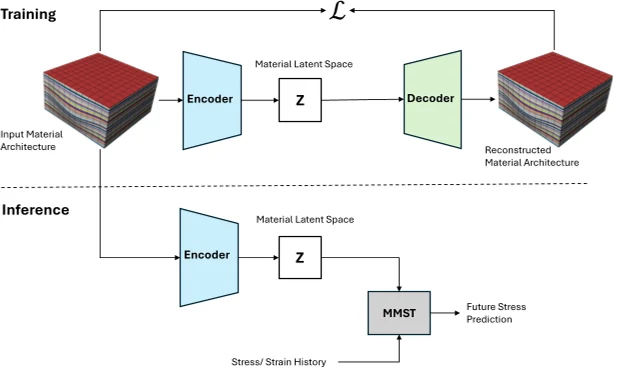 Training
ℒ
Material Latent Space
Encoder
Z
Decoder
Input Material
Architecture
Reconstructed
Material Architecture
Inference
Material Latent Space
Encoder
Z
MMST
Future Stress
Prediction
Stress/ Strain History